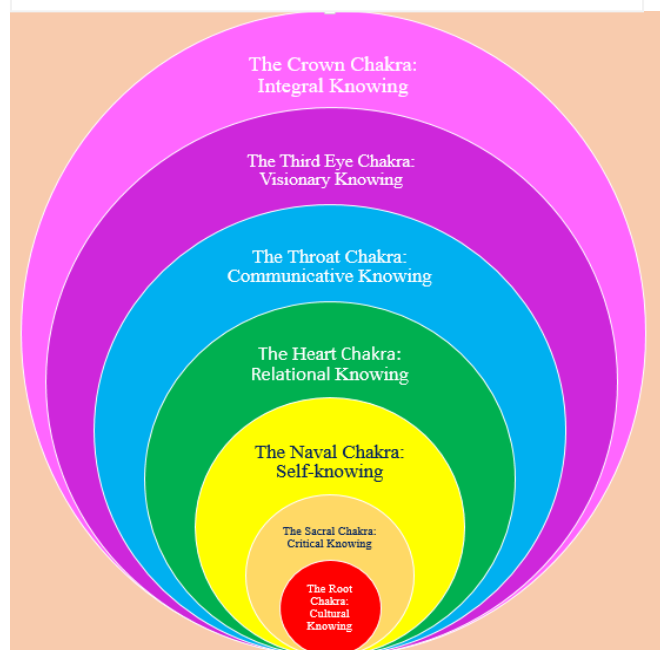 The Crown Chakra:
Integral Knowing
The Third Eye Chakra:
Visionary Knowing
The Throat Chakra:
Communicative Knowing
The Heart Chakra:
Relational Knowing
The Naval Chakra:
Self-knowing
The Sacral Chakra:
Critical Knowing
The Root
Chakra:
Cultural
Knowing